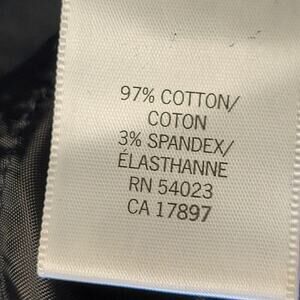 97% COTTON/
COTON
3% SPANDEX/
ÉLASTHANNE
RN 54023
CA 17897